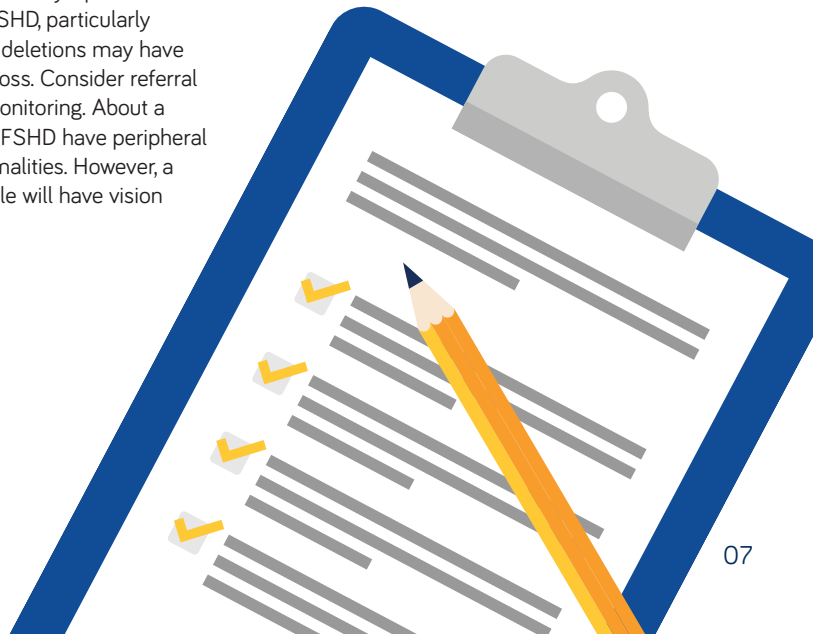 SHD, particularly
deletions may have
oss. Consider referral
onitoring. About a
FSHD have peripheral
malities. However, a
le will have vision
07